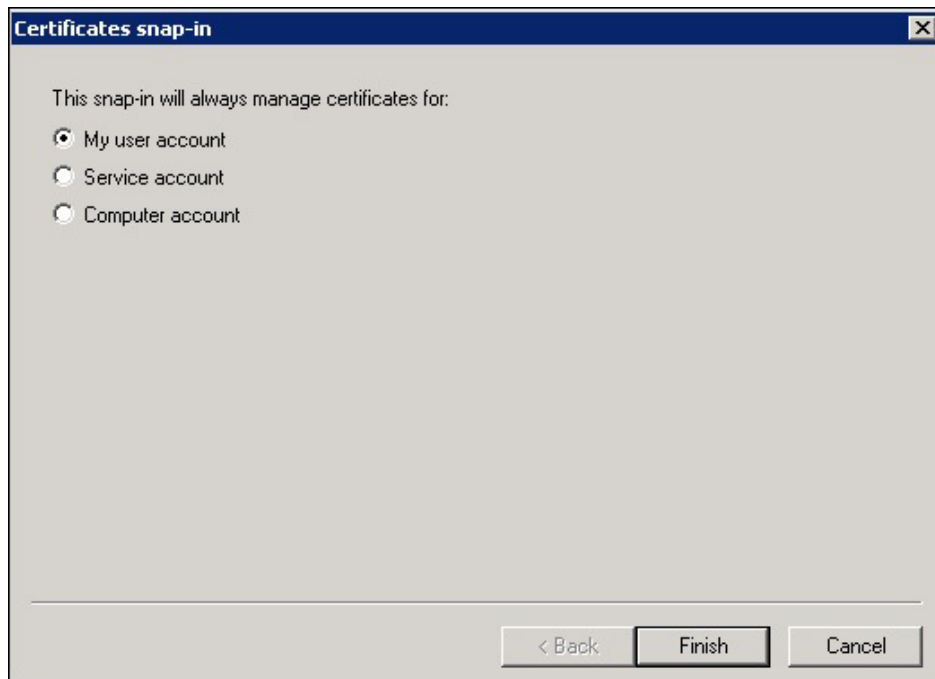 Certificates snap-in
This snap-in will always manage certificates for:
My user account
Service account
Computer account
< Back Finish Cancel